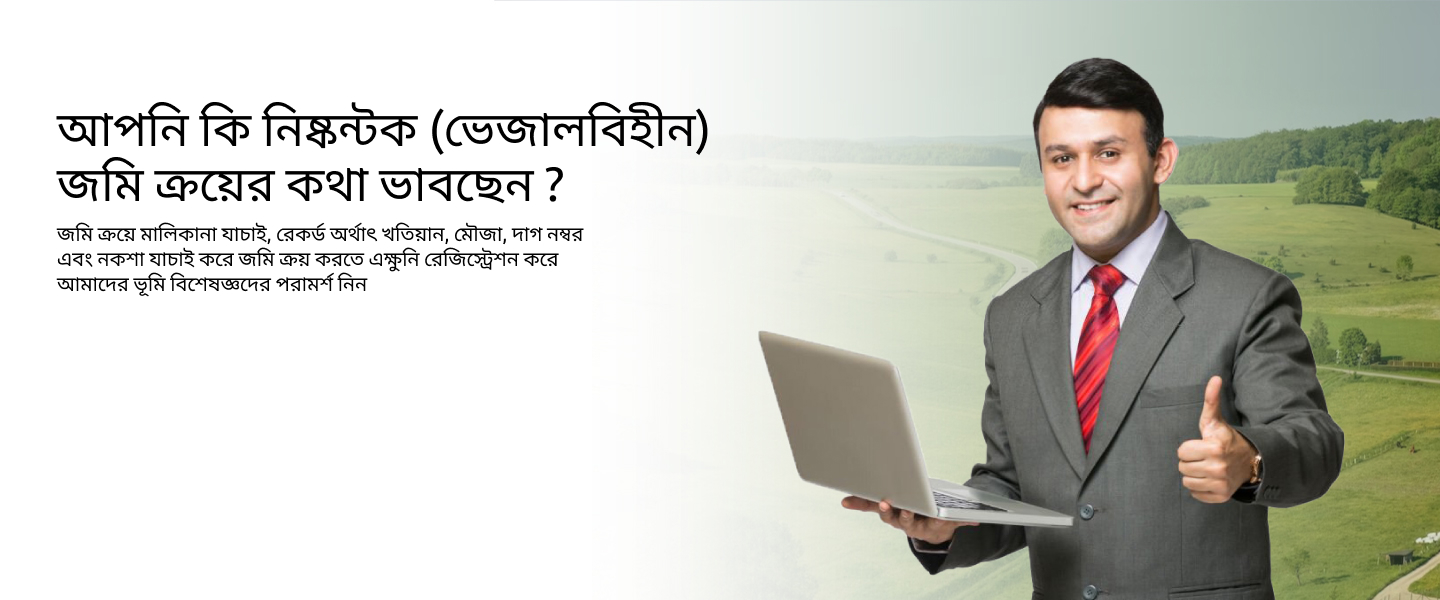 আপনি কি নিষ্কন্টক (ভেজালবিহীন)
জমি ক্রয়ের কথা ভাবছেন ?
জমি ক্রয়ে মালিকানা যাচাই, রেকর্ড অর্থাৎ খতিয়ান, মৌজা, দাগ নম্বর
এবং নকশা যাচাই করে জমি ক্রয় করতে এক্ষুনি রেজিস্ট্রেশন করে
আমাদের ভূমি বিশেষজ্ঞদের পরামর্শ নিন